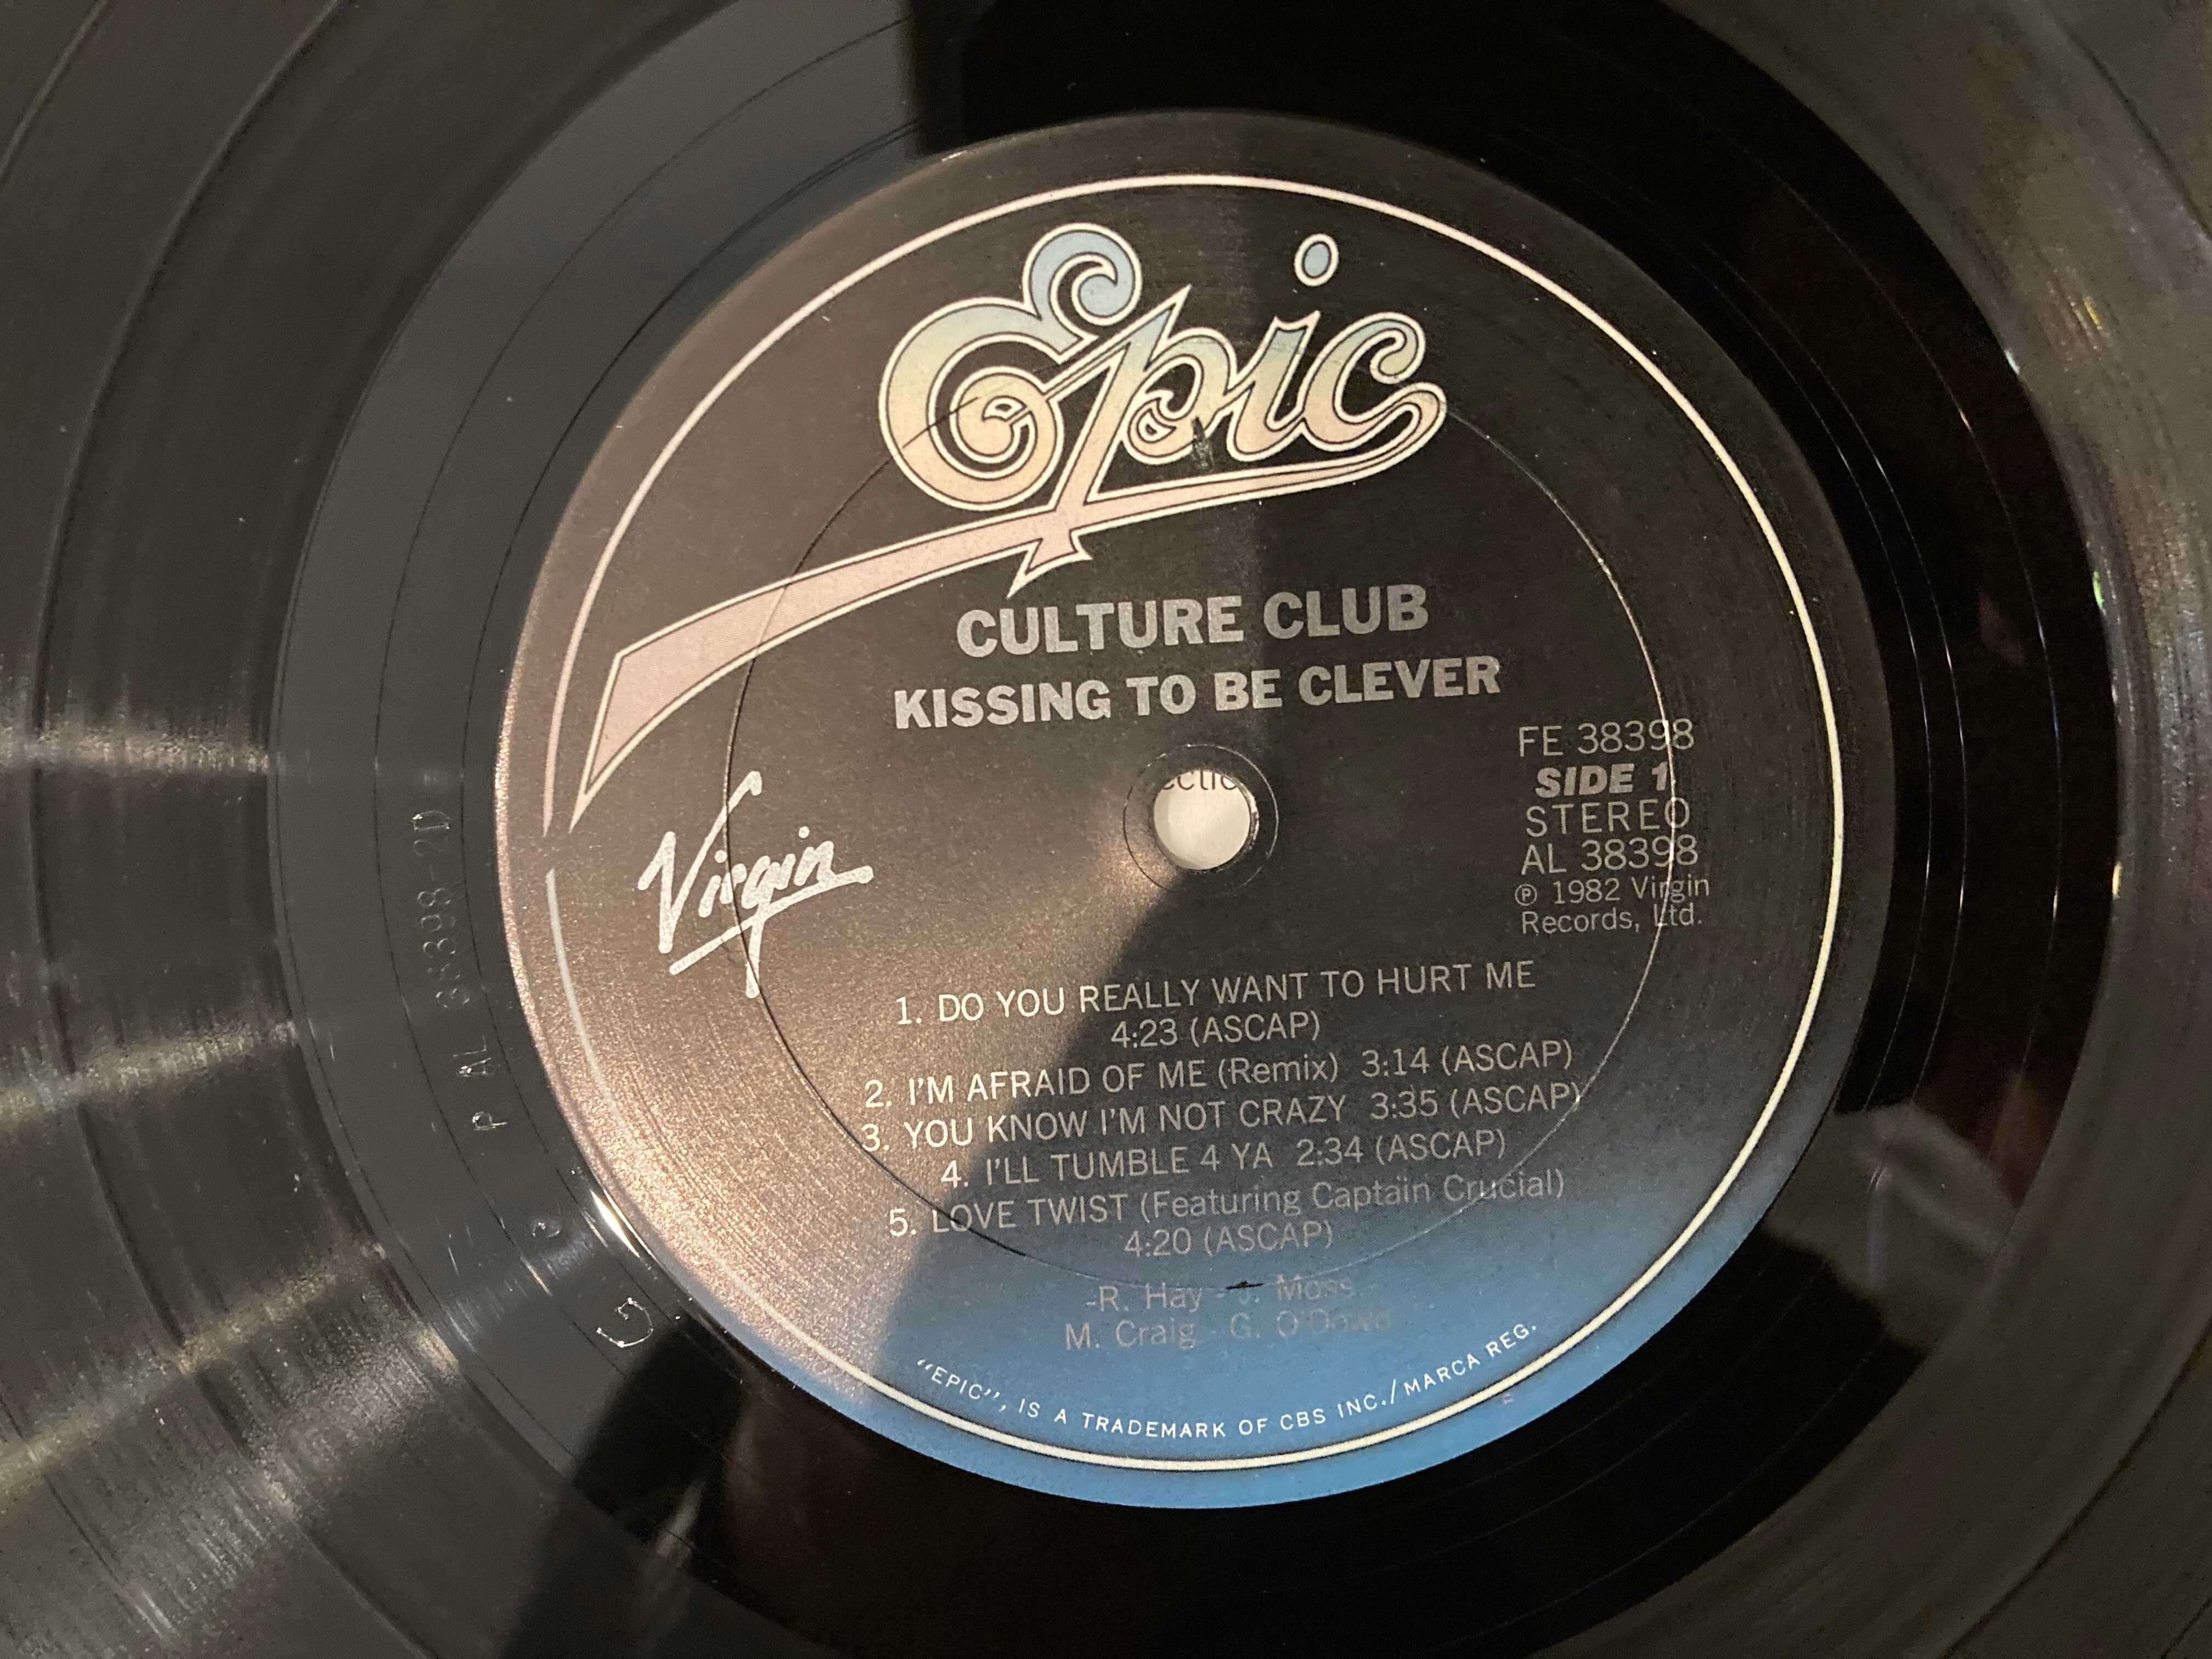 Epic
CULTURE CLUB
KISSING TO BE CLEVER
Virgin
FE 38398
SIDE 1
STEREO
AL 38398
℗ 1982 Virgin
Records, Ltd.
1. DO YOU REALLY WANT TO HURT ME
4:23 (ASCAP)
2. I'M AFRAID OF ME (Remix) 3:14 (ASCAP)
3. YOU KNOW I'M NOT CRAZY 3:35 (ASCAP)
4. I'LL TUMBLE 4 YA 2:34 (ASCAP)
5. LOVE TWIST (Featuring Captain Crucial)
4:20 (ASCAP)
-R. Hay - J. Moss-
M. Craig - G. O'Dowd
"EPIC", IS A TRADEMARK OF CBS INC./MARCA REG.
P AL 38398-2D
G